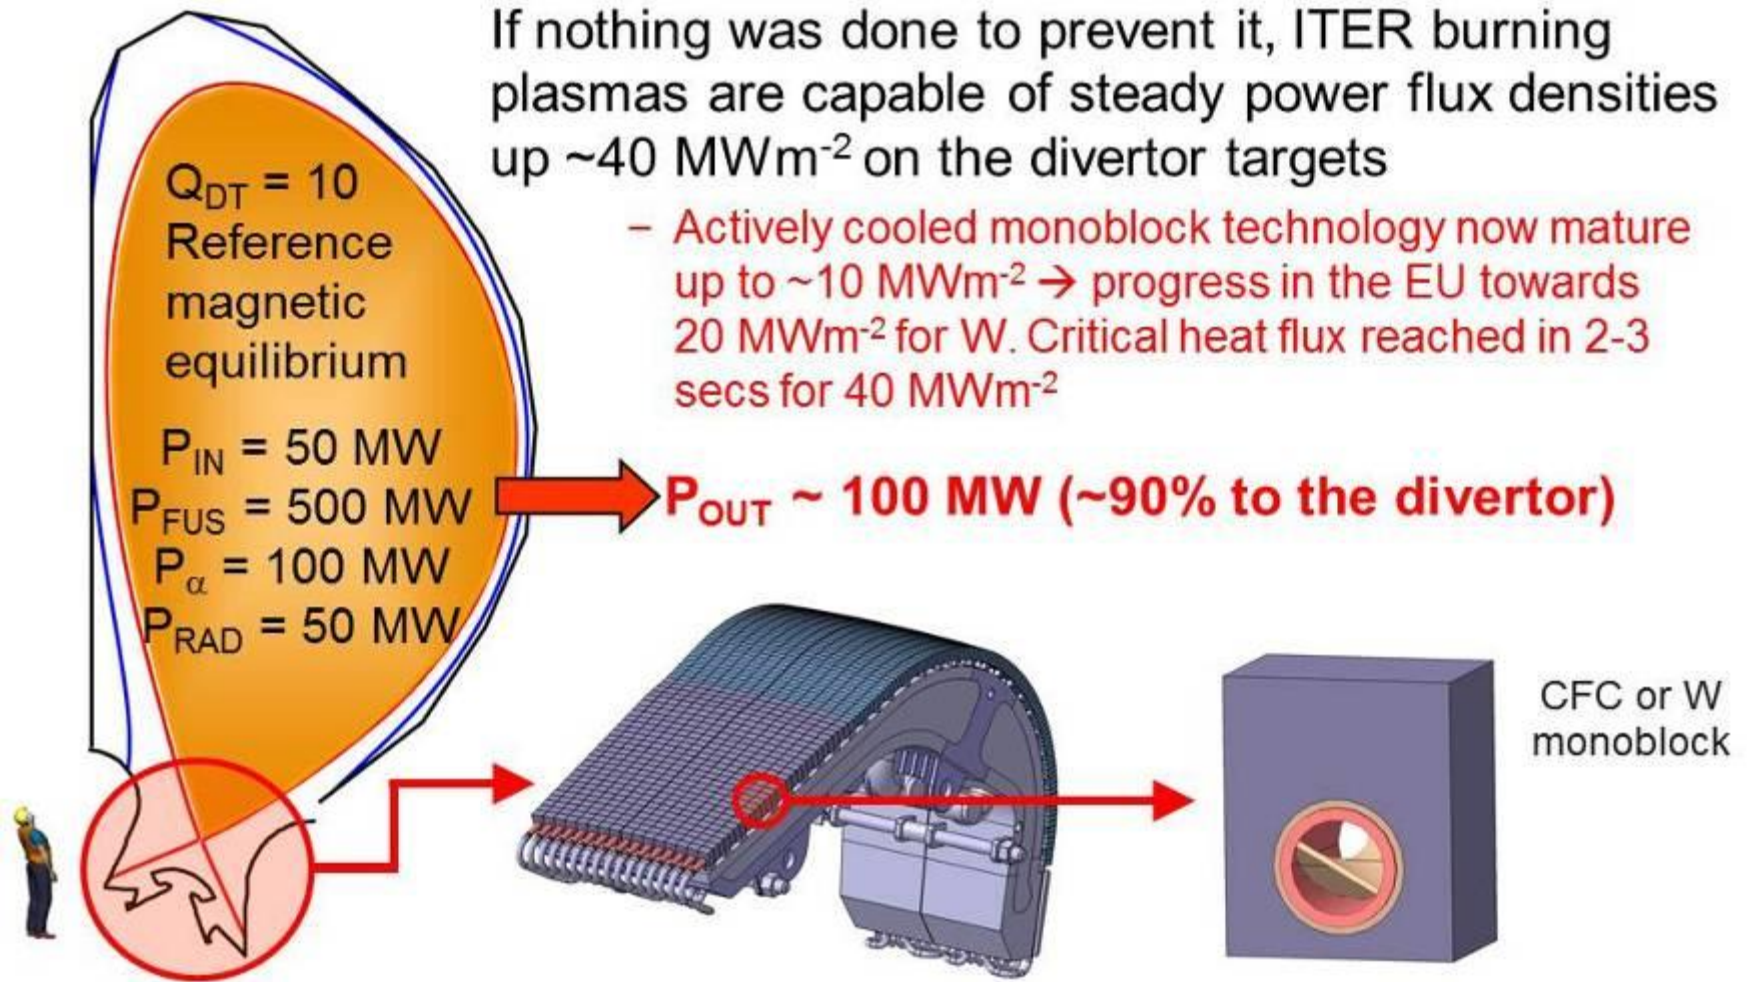 If nothing was done to prevent it, ITER burning
plasmas are capable of steady power flux densities
up ~40 MWm-2 on the divertor targets
– Actively cooled monoblock technology now mature
up to ~10 MWm-2 → progress in the EU towards
20 MWm-2 for W. Critical heat flux reached in 2-3
secs for 40 MWm-2
QDT = 10
Reference
magnetic
equilibrium
PIN = 50 MW
PFUS = 500 MW
Pα = 100 MW
PRAD = 50 MW
POUT ~ 100 MW (~90% to the divertor)
CFC or W
monoblock